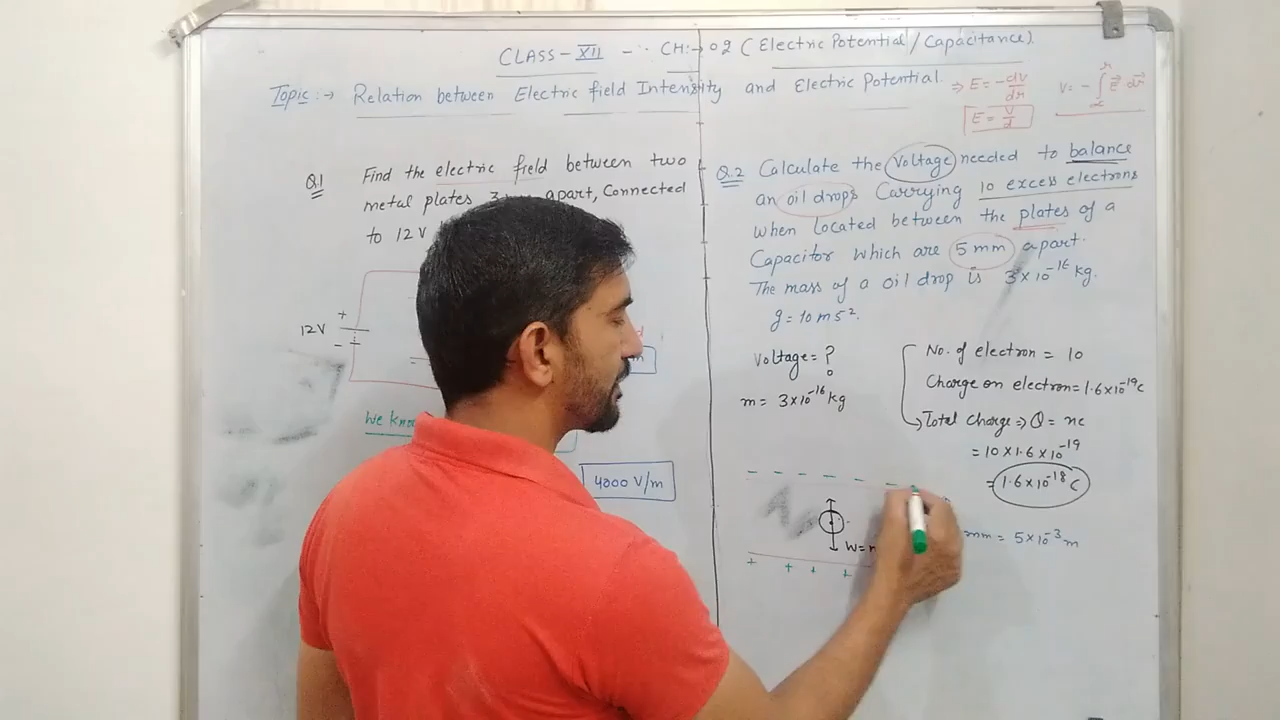 CLASS-XII - CH:→ 02 (Electric Potential/Capacitance).
Topic:→ Relation between Electric field Intensity and Electric Potential.
⇒ E = -dv/dr
V = -∫ E dr
E = V/d
Q.1 Find the electric field between two
metal plates 3 apart, Connected
to 12 V
12V
+
-
We know
4000 V/m
Q.2 Calculate the Voltage needed to balance
an oil drops Carrying 10 excess electrons
when located between the plates of a
Capacitor which are 5 mm apart.
The mass of a oil drop is 3×10⁻¹⁶ kg.
g = 10 m s².
Voltage = ?
m = 3×10⁻¹⁶ kg
No. of electron = 10
Charge on electron = 1.6×10⁻¹⁹ C
Total Charge ⇒ Q = ne
= 10×1.6×10⁻¹⁹
= 1.6×10⁻¹⁸ C
mm = 5×10⁻³ m
- - - - - -
W =
+ + + +